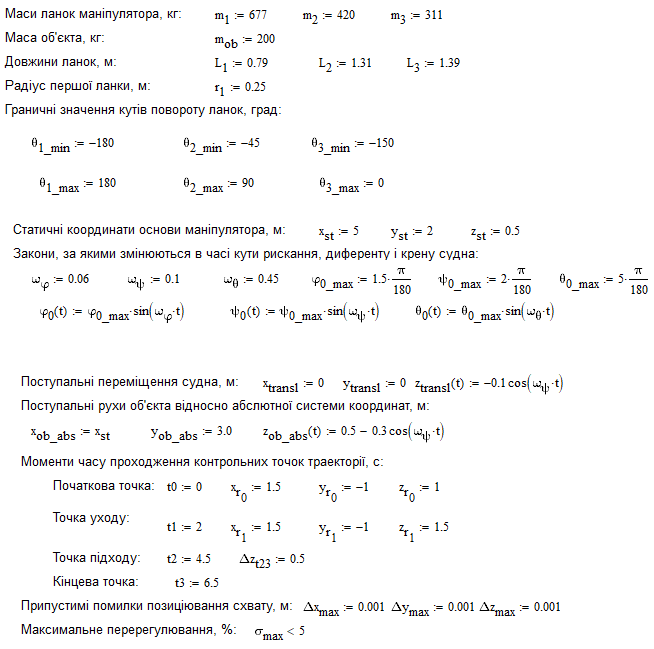 Маси ланок маніпулятора, кг: m1 := 677 m2 := 420 m3 := 311
Маса об'єкта, кг: mob := 200
Довжини ланок, м: L1 := 0.79 L2 := 1.31 L3 := 1.39
Радіус першої ланки, м: r1 := 0.25
Граничні значення кутів повороту ланок, град:
θ1_min := −180 θ2_min := −45 θ3_min := −150
θ1_max := 180 θ2_max := 90 θ3_max := 0
Статичні координати основи маніпулятора, м: xst := 5 yst := 2 zst := 0.5
Закони, за якими змінюються в часі кути рискання, диференту і крену судна:
ωφ := 0.06 ωψ := 0.1 ωθ := 0.45 φ0_max := 1.5·π/180 ψ0_max := 2·π/180 θ0_max := 5·π/180
φ0(t) := φ0_max·sin(ωφ·t) ψ0(t) := ψ0_max·sin(ωψ·t) θ0(t) := θ0_max·sin(ωθ·t)
Поступальні переміщення судна, м: xtransl := 0 ytransl := 0 ztransl(t) := −0.1 cos(ωψ·t)
Поступальні рухи об'єкта відносно абслютної системи координат, м:
xob_abs := xst yob_abs := 3.0 zob_abs(t) := 0.5 − 0.3 cos(ωψ·t)
Моменти часу проходження контрольних точок траєкторії, с:
Початкова точка: t0 := 0 xr0 := 1.5 yr0 := −1 zr0 := 1
Точка уходу: t1 := 2 xr1 := 1.5 yr1 := −1 zr1 := 1.5
Точка підходу: t2 := 4.5 Δzt23 := 0.5
Кінцева точка: t3 := 6.5
Припустимі помилки позиціювання схвату, м: Δxmax := 0.001 Δymax := 0.001 Δzmax := 0.001
Максимальне перерегулювання, %: σmax < 5